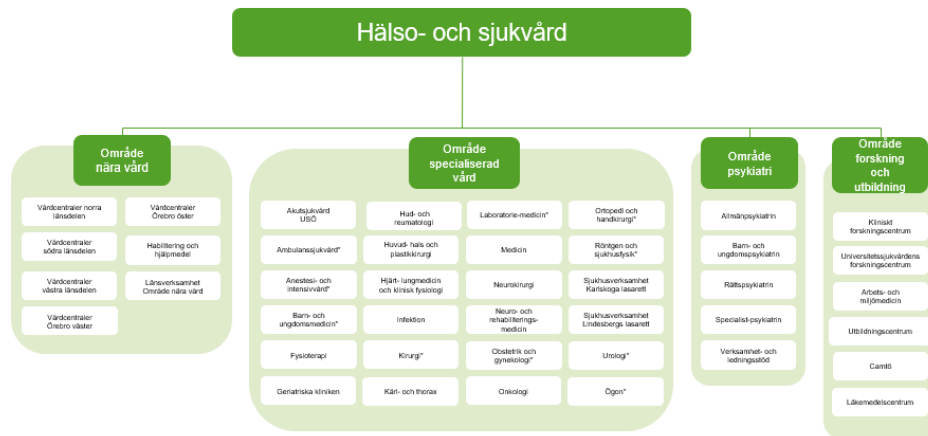 Hälso- och sjukvård
Område
nära vård
Vårdcentraler norra
länsdelen
Vårdcentraler
Örebro öster
Vårdcentraler
södra länsdelen
Habilitering och
hjälpmedel
Vårdcentraler
västra länsdelen
Länsverksamhet
Område nära vård
Vårdcentraler
Örebro väster
Område
specialiserad
vård
Akutsjukvård
USÖ
Hud- och
reumatologi
Laboratorie-medicin*
Ortopedi och
handkirurgi*
Ambulanssjukvård*
Huvud- hals och
plastikkirurgi
Medicin
Röntgen och
sjukhusfysik*
Anestesi- och
intensivvård*
Hjärt- lungmedicin
och klinisk fysiologi
Neurokirurgi
Sjukhusverksamhet
Karlskoga lasarett
Barn- och
ungdomsmedicin*
Infektion
Neuro- och
rehabiliterings-
medicin
Sjukhusverksamhet
Lindesbergs lasarett
Fysioterapi
Kirurgi*
Obstetrik och
gynekologi*
Urologi*
Geriatriska kliniken
Kärl- och thorax
Onkologi
Ögon*
Område
psykiatri
Allmänpsykiatrin
Barn- och
ungdomspsykiatrin
Rättspsykiatrin
Specialist-psykiatrin
Verksamhet- och
ledningsstöd
Område
forskning
och
utbildning
Kliniskt
forskningscentrum
Universitetssjukvårdens
forskningscentrum
Arbets- och
miljömedicin
Utbildningscentrum
Camtö
Läkemedelscentrum